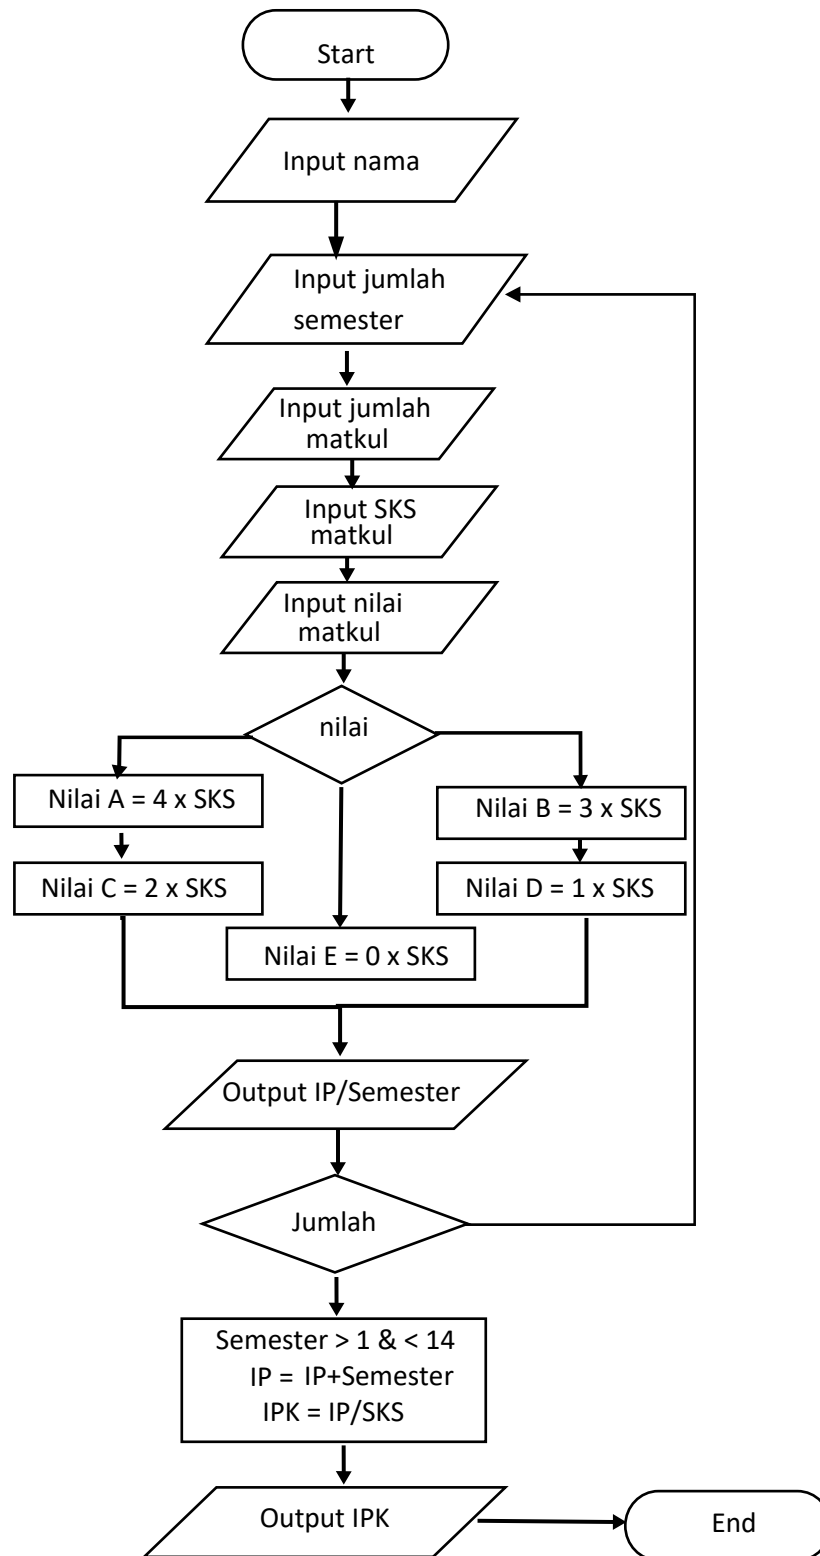 Start
Input nama
Input jumlah
semester
Input jumlah
matkul
Input SKS
matkul
Input nilai
matkul
nilai
Nilai A = 4 x SKS
Nilai B = 3 x SKS
Nilai C = 2 x SKS
Nilai D = 1 x SKS
Nilai E = 0 x SKS
Output IP/Semester
Jumlah
Semester > 1 & < 14
IP = IP+Semester
IPK = IP/SKS
Output IPK
End